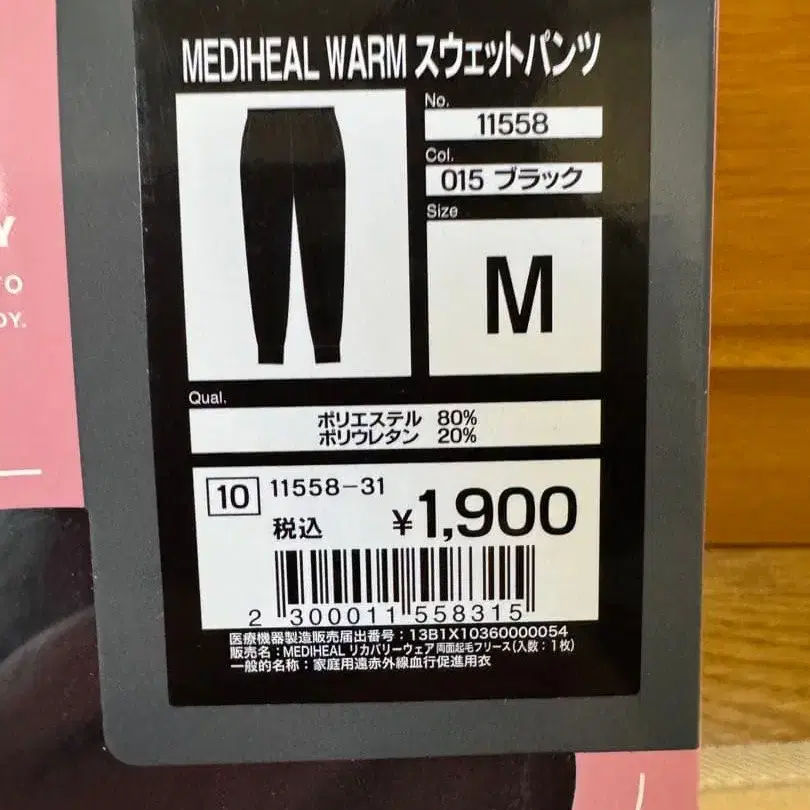 MEDIHEAL WARM スウェットパンツ
No.
11558
Col.
015 ブラック
Size
M
Qual.
ポリエステル 80%
ポリウレタン 20%
10 11558-31
税込 ¥1,900
2 300011 558315
医療機器製造販売届出番号:13B1X10360000054
販売名:MEDIHEAL リカバリーウェア両面起毛フリース(入数:1枚)
一般的名称:家庭用遠赤外線血行促進用衣
Y
TO
DY.